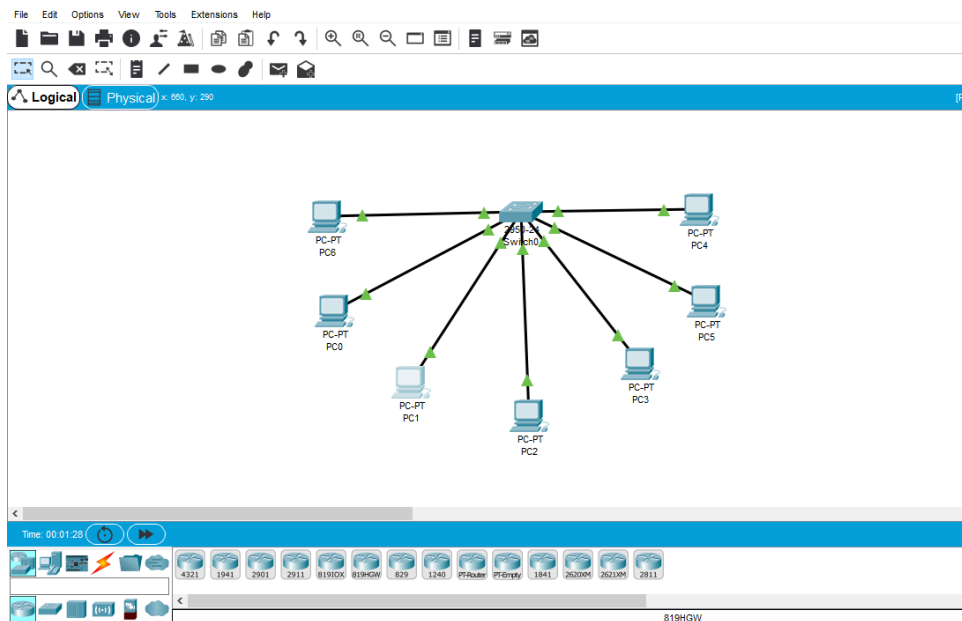 File Edit Options View Tools Extensions Help
Logical Physical x: 660, y: 290
PC-PT
PC6
2950-24
Switch0
PC-PT
PC4
PC-PT
PC0
PC-PT
PC5
PC-PT
PC1
PC-PT
PC3
PC-PT
PC2
Time: 00:01:28
4321 1941 2901 2911 819IOX 819HGW 829 1240 PT-Router PT-Empty 1841 2620XM 2621XM 2811
819HGW